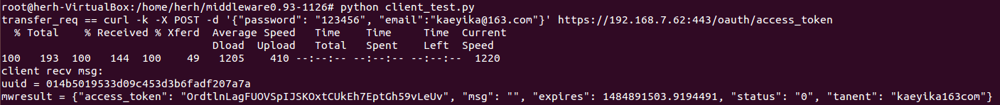 root@herh-VirtualBox:/home/herh/middleware0.93-1126# python client_test.py
transfer_req == curl -k -X POST -d '{"password": "123456", "email":"kaeyika@163.com"}' https://192.168.7.62:443/oauth/access_token
% Total % Received % Xferd Average Speed Time Time Time Current
Dload Upload Total Spent Left Speed
100 193 100 144 100 49 1205 410 --:--:-- --:--:-- --:--:-- 1220
client recv msg:
uuid = 014b5019533d09c453d3b6fadf207a7a
mwresult = {"access_token": "OrdtlnLagFUOVSpIJSKOxtCUkEh7EptGh59vLeUv", "msg": "", "expires": 1484891503.9194491, "status": "0", "tanent": "kaeyika163com"}